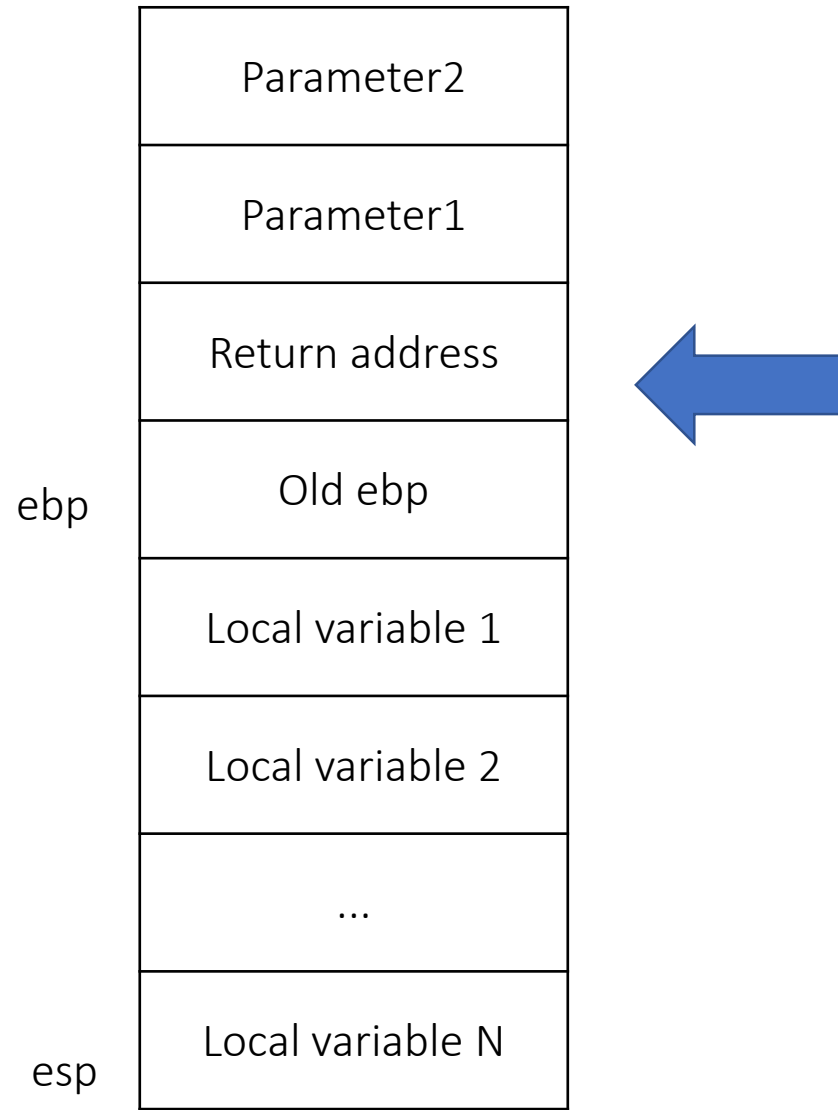 Parameter2
Parameter1
Return address
ebp
Old ebp
Local variable 1
Local variable 2
...
Local variable N
esp